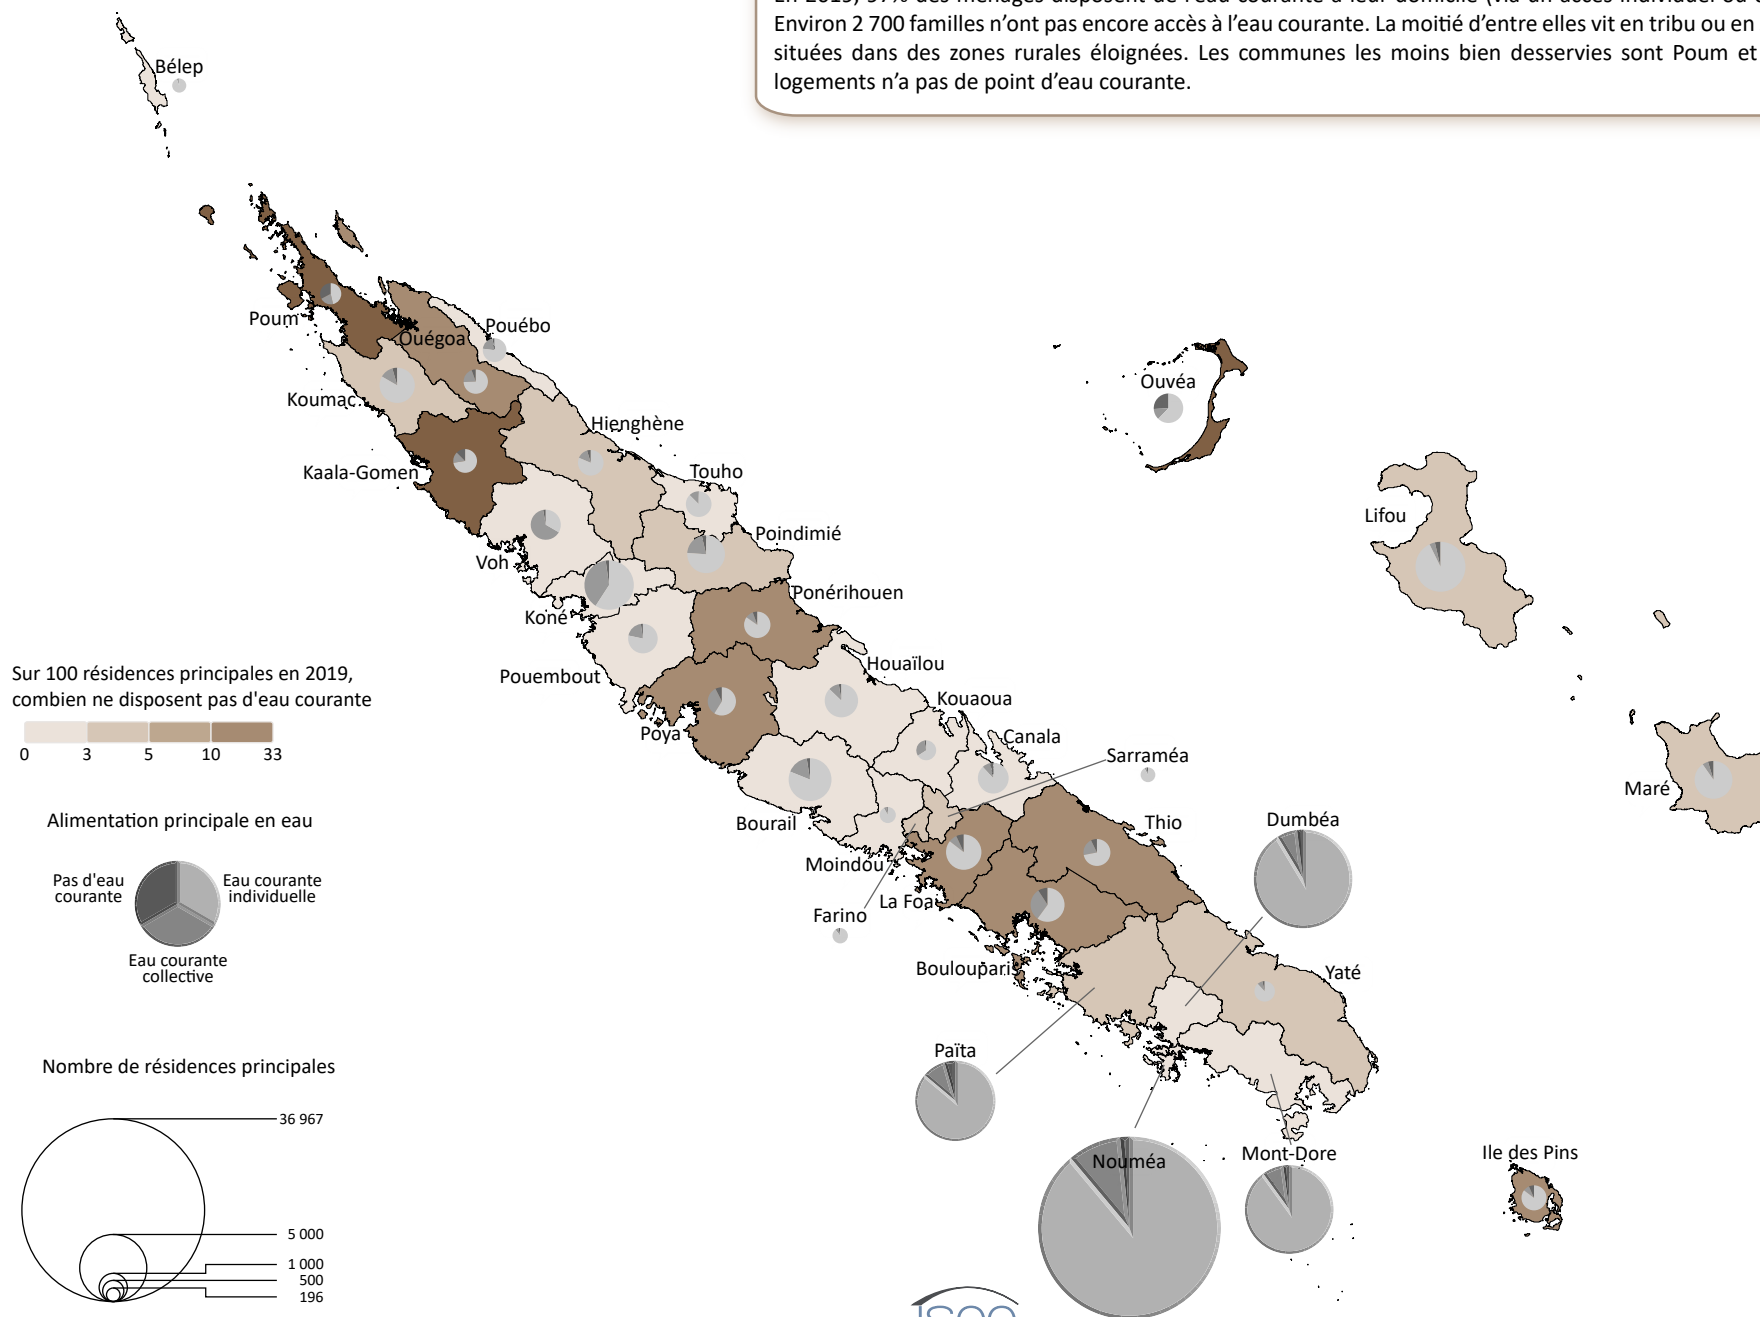 Environ 2 700 familles n’ont pas encore accès à l’eau courante. La moitié d’entre elles vit en tribu ou en
situées dans des zones rurales éloignées. Les communes les moins bien desservies sont Poum et
logements n’a pas de point d’eau courante.
Bélep
Poum
Ouégoa
Pouébo
Koumac
Ouvéa
Hienghène
Kaala-Gomen
Touho
Lifou
Poindimié
Voh
Ponérihouen
Koné
Houaïlou
Pouembout
Sur 100 résidences principales en 2019,
combien ne disposent pas d'eau courante
0 3 5 10 33
Kouaoua
Poya
Canala
Sarraméa
Maré
Alimentation principale en eau
Pas d'eau
courante
Eau courante
individuelle
Eau courante
collective
Bourail
Thio
Dumbéa
Moindou
La Foa
Farino
Boulouparis
Yaté
Païta
Nombre de résidences principales
36 967
5 000
1 000
500
196
Nouméa
Mont-Dore
Ile des Pins